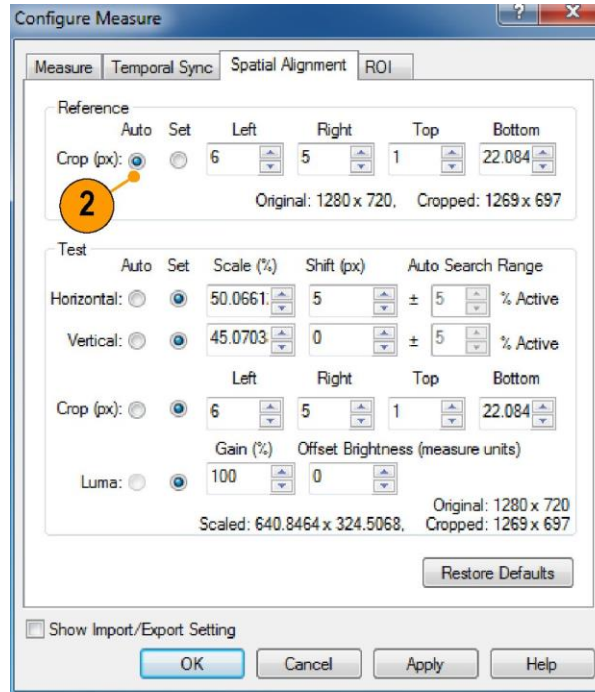 Configure Measure
? X
Measure Temporal Sync Spatial Alignment ROI
Reference
Auto Set Left Right Top Bottom
Crop (px): 6 5 1 22.084
2
Original: 1280 x 720, Cropped: 1269 x 697
Test
Auto Set Scale (%) Shift (px) Auto Search Range
Horizontal: 50.0661 5 ± 5 % Active
Vertical: 45.0703 0 ± 5 % Active
Left Right Top Bottom
Crop (px): 6 5 1 22.084
Gain (%) Offset Brightness (measure units)
Luma: 100 0
Original: 1280 x 720
Scaled: 640.8464 x 324.5068, Cropped: 1269 x 697
Restore Defaults
Show Import/Export Setting
OK Cancel Apply Help